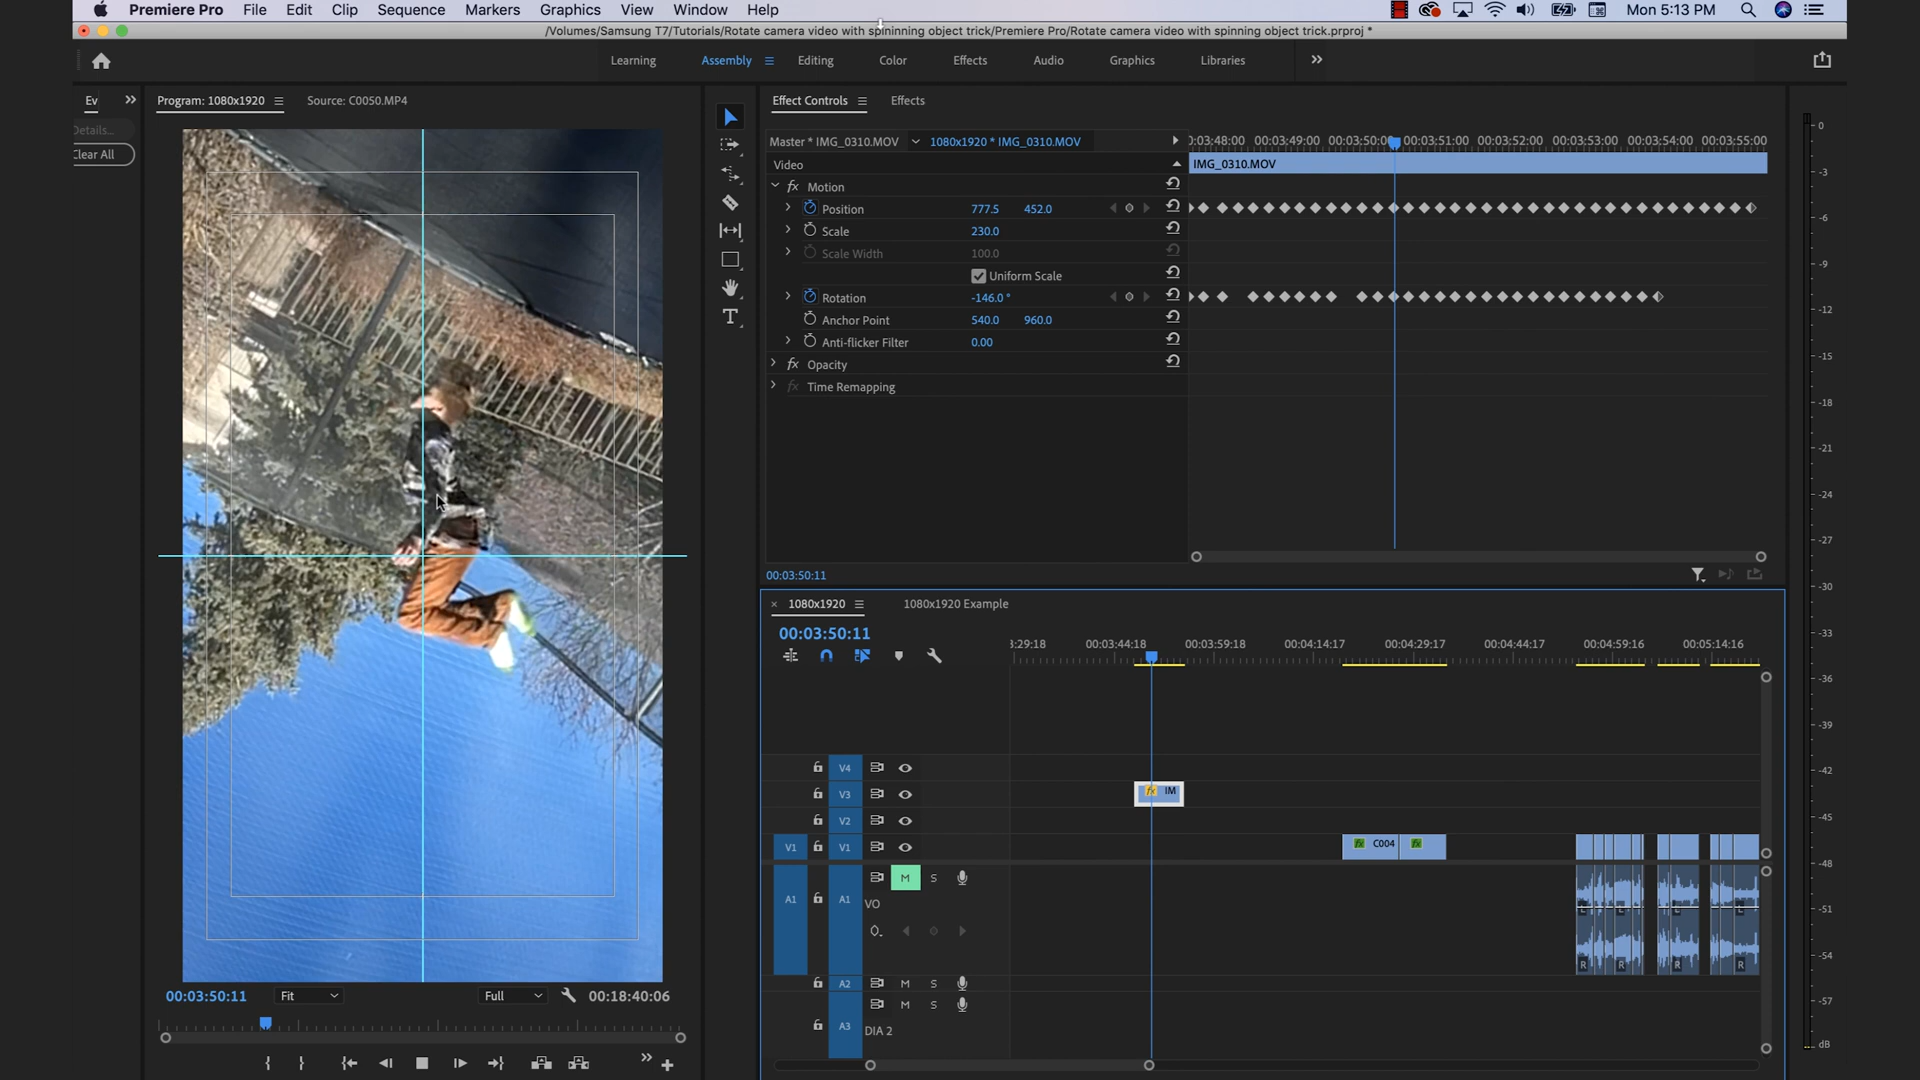 Premiere Pro File Edit Clip Sequence Markers Graphics View Window Help Mon 5:13 PM
/Volumes/Samsung T7/Tutorials/Rotate camera video with spininning object trick/Premiere Pro/Rotate camera video with spinning object trick.prproj *
Learning Assembly Editing Color Effects Audio Graphics Libraries
Ev Program: 1080x1920 Source: C0050.MP4 Effect Controls Effects
Details...
Clear All
Master * IMG_0310.MOV 1080x1920 * IMG_0310.MOV :03:48:00 00:03:49:00 00:03:50:00 00:03:51:00 00:03:52:00 00:03:53:00 00:03:54:00 00:03:55:00
Video IMG_0310.MOV
fx Motion
Position 777.5 452.0
Scale 230.0
Scale Width 100.0
Uniform Scale
Rotation -146.0 °
Anchor Point 540.0 960.0
Anti-flicker Filter 0.00
fx Opacity
fx Time Remapping
00:03:50:11
1080x1920 1080x1920 Example
00:03:50:11
3:29:18 00:03:44:18 00:03:59:18 00:04:14:17 00:04:29:17 00:04:44:17 00:04:59:16 00:05:14:16
V4
V3 fx IM
V2
V1 V1 fx C004 fx
M S
A1 A1 VO
L L L
R R R
A2 M S
M S
A3 DIA 2
00:03:50:11 Fit Full 00:18:40:06
0
-3
-6
-9
-12
-15
-18
-21
-24
-27
-30
-33
-36
-39
-42
-45
-48
-51
-54
-57
dB